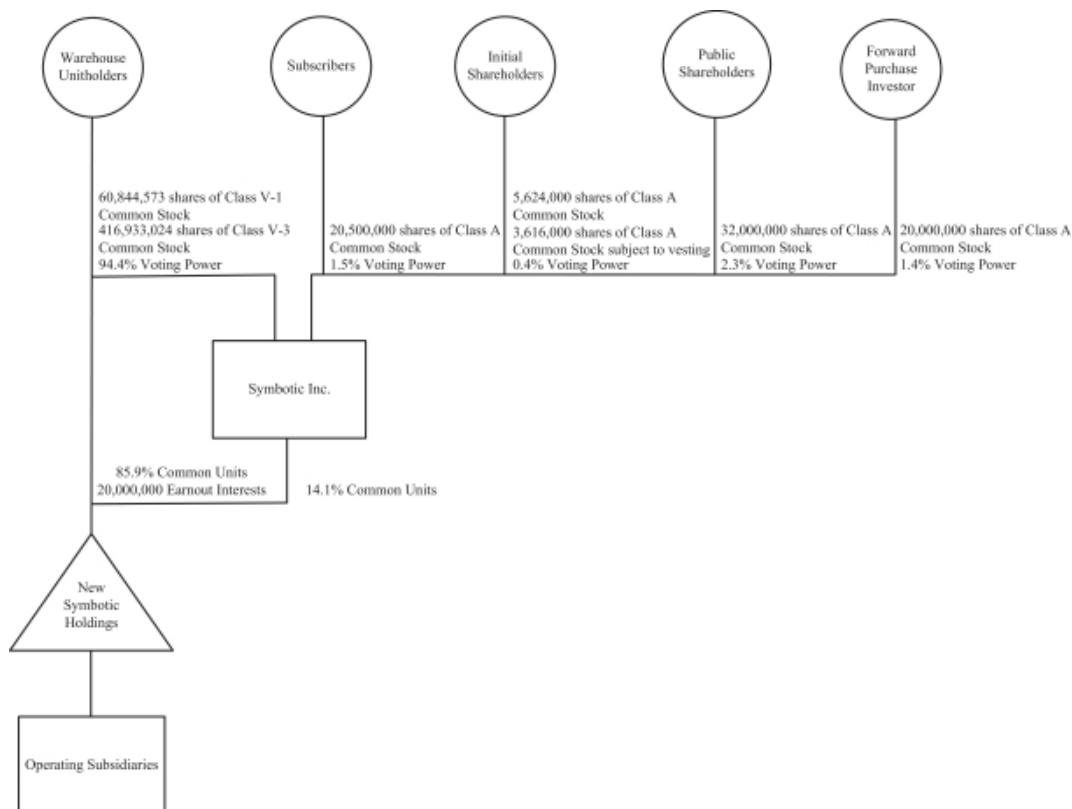 Warehouse
Unitholders
Subscribers
Initial
Shareholders
Public
Shareholders
Forward
Purchase
Investor
60,844,573 shares of Class V-1
Common Stock
416,933,024 shares of Class V-3
Common Stock
94.4% Voting Power
20,500,000 shares of Class A
Common Stock
1.5% Voting Power
5,624,000 shares of Class A
Common Stock
3,616,000 shares of Class A
Common Stock subject to vesting
0.4% Voting Power
32,000,000 shares of Class A
Common Stock
2.3% Voting Power
20,000,000 shares of Class A
Common Stock
1.4% Voting Power
Symbotic Inc.
85.9% Common Units
20,000,000 Earnout Interests
14.1% Common Units
New
Symbotic
Holdings
Operating Subsidiaries